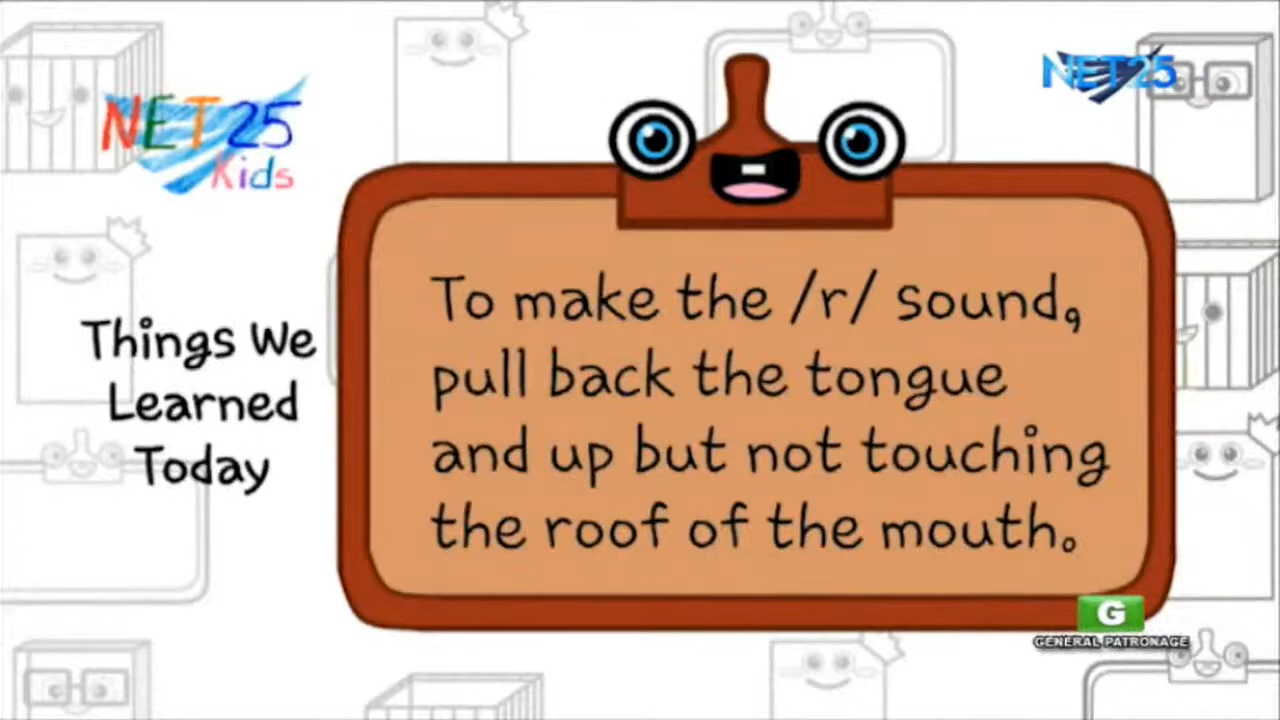 NET 25
Kids
NET25
Things We
Learned
Today
To make the /r/ sound,
pull back the tongue
and up but not touching
the roof of the mouth.
G
GENERAL PATRONAGE